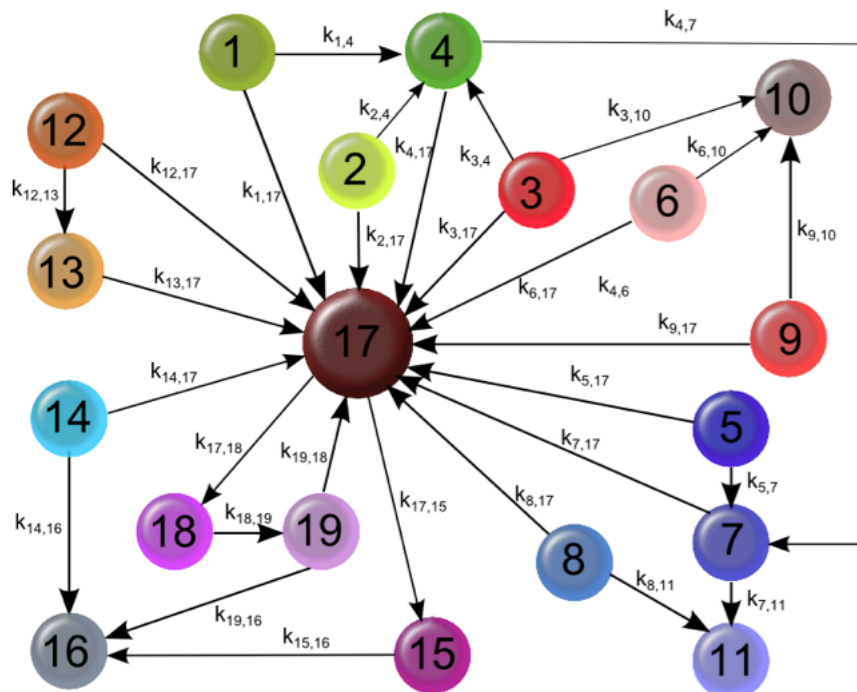 1
k1,4
4
k4,7
12
k2,4
k3,10
10
k12,17
2
k4,17
k3,4
k6,10
k12,13
k1,17
3
6
13
k13,17
k2,17
k3,17
k9,10
k6,17
k4,6
17
k9,17
9
k14,17
k5,17
14
5
k17,18
k19,18
k7,17
k5,7
k17,15
k8,17
k14,16
18
k18,19
19
8
7
k8,11
k7,11
k19,16
16
k15,16
15
11